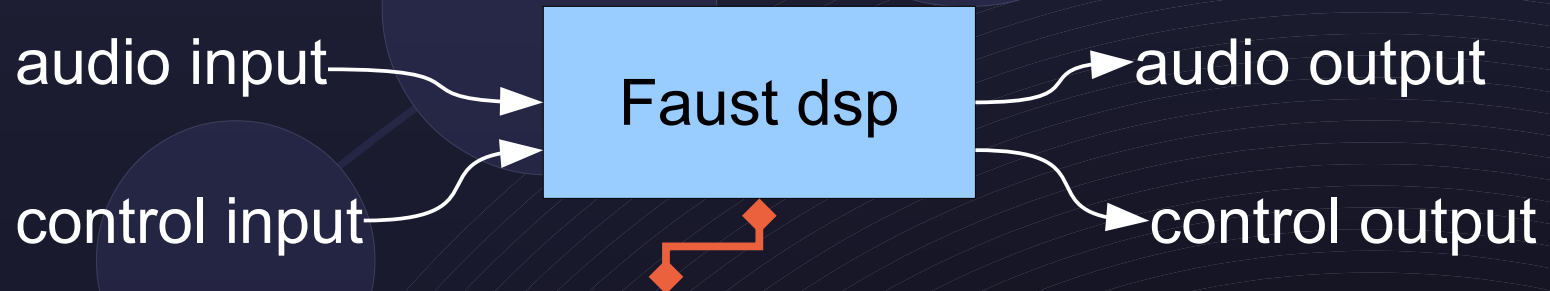 audio input
Faust dsp
audio output
control input
control output